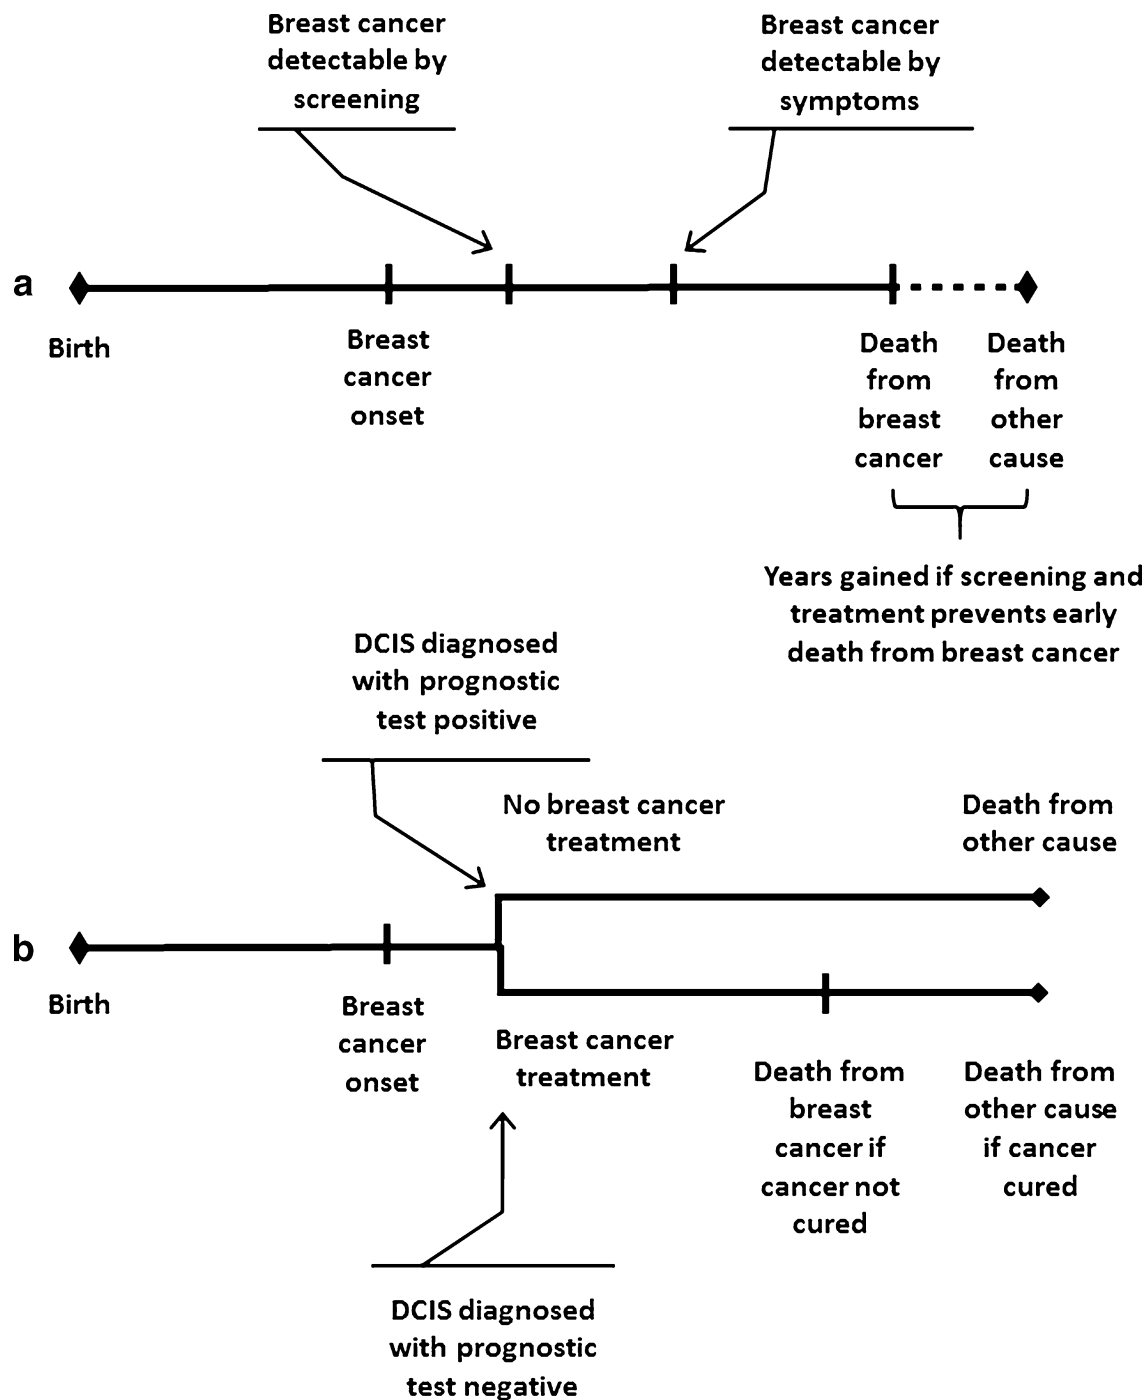 Breast cancer
detectable by
screening
Breast cancer
detectable by
symptoms
a
Birth
Breast
cancer
onset
Death
from
breast
cancer
Death
from
other
cause
Years gained if screening and
treatment prevents early
death from breast cancer
DCIS diagnosed
with prognostic
test positive
No breast cancer
treatment
Death from
other cause
b
Birth
Breast
cancer
onset
Breast cancer
treatment
Death from
breast
cancer if
cancer not
cured
Death from
other cause
if cancer
cured
DCIS diagnosed
with prognostic
test negative